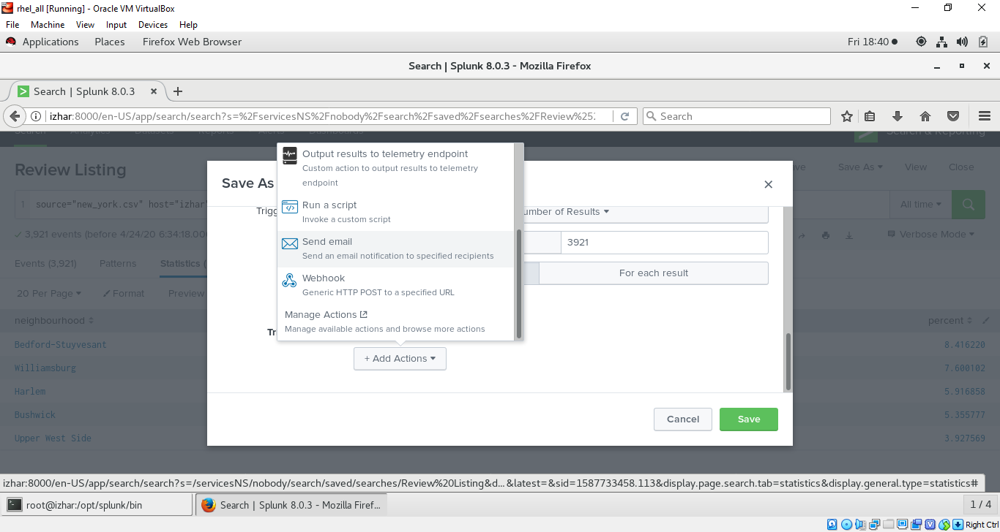 rhel_all [Running] - Oracle VM VirtualBox
File Machine View Input Devices Help
Applications Places Firefox Web Browser Fri 18:40
Search | Splunk 8.0.3 - Mozilla Firefox
Search | Splunk 8.0.3
izhar:8000/en-US/app/search/search?s=%2FservicesNS%2Fnobody%2Fsearch%2Fsaved%2Fsearches%2FReview%25 Search
Search Analytics Datasets Reports Alerts Dashboards Search & Reporting
Review Listing Save As View Close
1 source="new_york.csv" host="izhar" All time
3,921 events (before 4/24/20 6:34:18.00 Verbose Mode
Events (3,921) Patterns Statistics (
20 Per Page Format Preview
neighbourhood percent
Bedford-Stuyvesant 8.416220
Williamsburg 7.600102
Harlem 5.916858
Bushwick 5.355777
Upper West Side 3.927569
Save As
Trigg umber of Results
3921
For each result
Tr
Output results to telemetry endpoint
Custom action to output results to telemetry
endpoint
Run a script
Invoke a custom script
Send email
Send an email notification to specified recipients
Webhook
Generic HTTP POST to a specified URL
Manage Actions
Manage available actions and browse more actions
+ Add Actions
Cancel Save
izhar:8000/en-US/app/search/search?s=/servicesNS/nobody/search/saved/searches/Review%20Listing&d...&latest=&sid=1587733458.113&display.page.search.tab=statistics&display.general.type=statistics#
root@izhar:/opt/splunk/bin Search | Splunk 8.0.3 - Mozilla Firef... 1 / 4
Right Ctrl